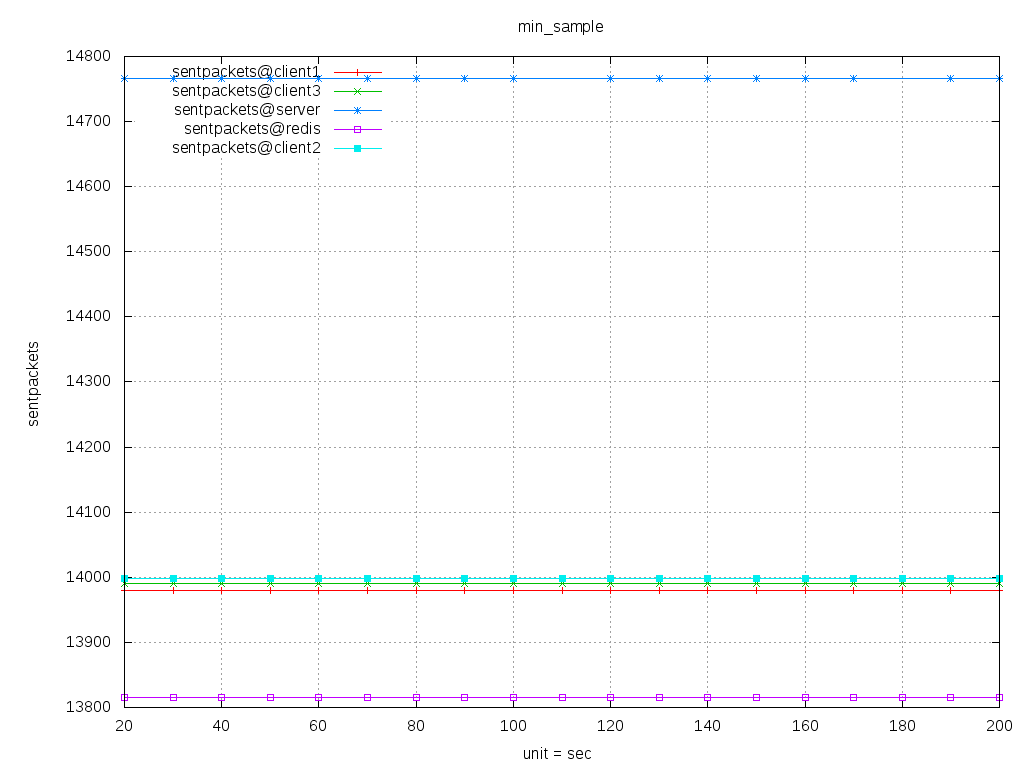 min_sample
14800
14700
14600
14500
14400
14300
14200
14100
14000
13900
13800
sentpackets
sentpackets@client1
sentpackets@client3
sentpackets@server
sentpackets@redis
sentpackets@client2
20 40 60 80 100 120 140 160 180 200
unit = sec